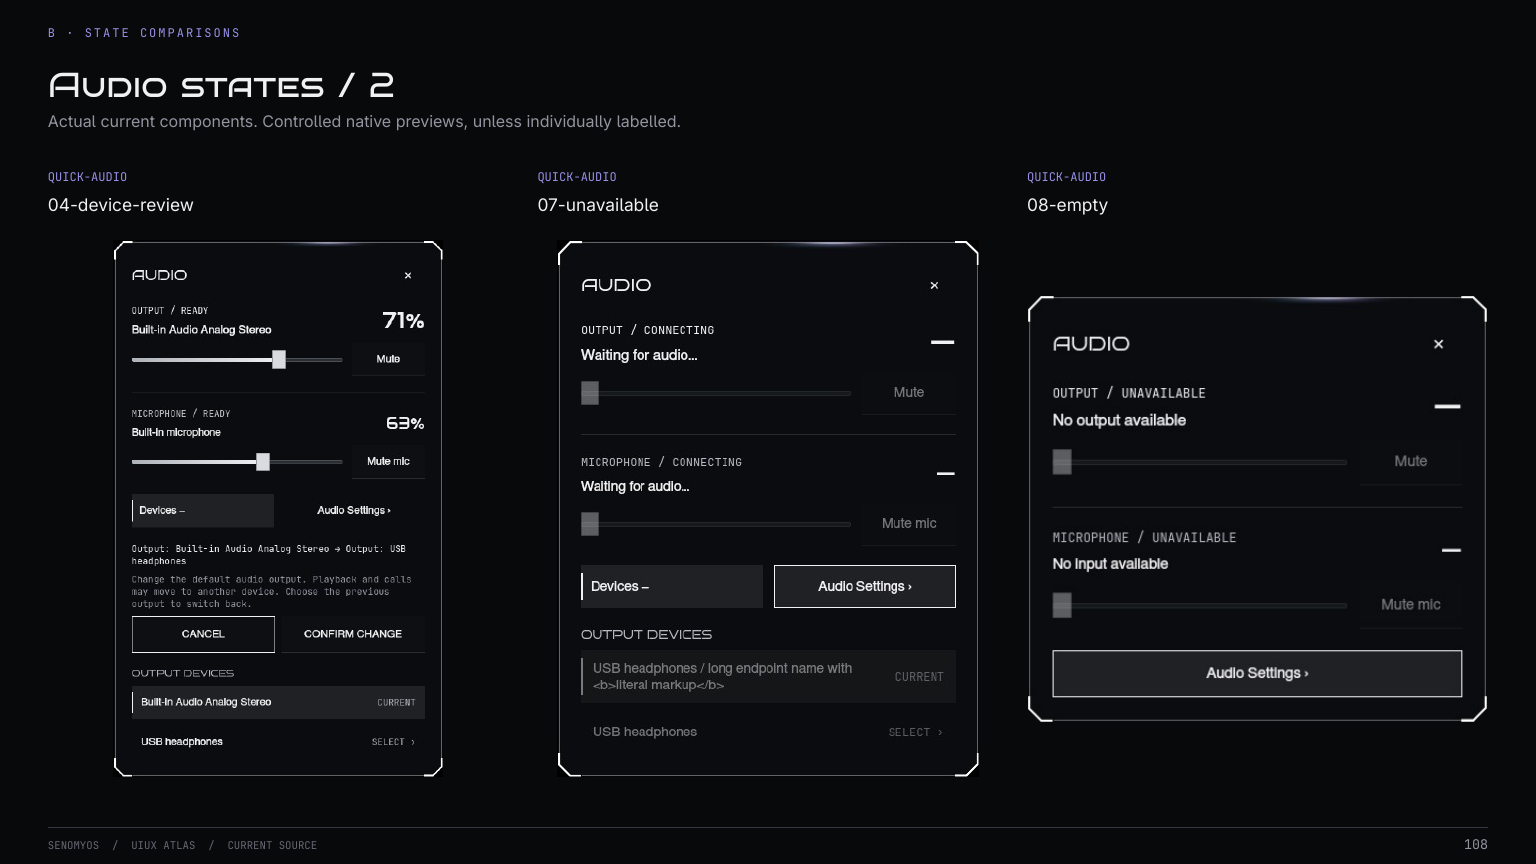 B · STATE COMPARISONS
AUDIO STATES / 2
Actual current components. Controlled native previews, unless individually labelled.
QUICK-AUDIO
04-device-review
AUDIO ×
OUTPUT / READY
Built-in Audio Analog Stereo
71%
Mute
MICROPHONE / READY
Built-in microphone
63%
Mute mic
Devices –
Audio Settings ›
Output: Built-in Audio Analog Stereo → Output: USB
headphones
Change the default audio output. Playback and calls
may move to another device. Choose the previous
output to switch back.
CANCEL
CONFIRM CHANGE
OUTPUT DEVICES
Built-in Audio Analog Stereo CURRENT
USB headphones SELECT ›
QUICK-AUDIO
07-unavailable
AUDIO ×
OUTPUT / CONNECTING
Waiting for audio...
—
Mute
MICROPHONE / CONNECTING
Waiting for audio...
—
Mute mic
Devices –
Audio Settings ›
OUTPUT DEVICES
USB headphones / long endpoint name with
<b>literal markup</b>
CURRENT
USB headphones SELECT ›
QUICK-AUDIO
08-empty
AUDIO ×
OUTPUT / UNAVAILABLE
No output available
—
Mute
MICROPHONE / UNAVAILABLE
No input available
—
Mute mic
Audio Settings ›
SENOMYOS / UIUX ATLAS / CURRENT SOURCE
108